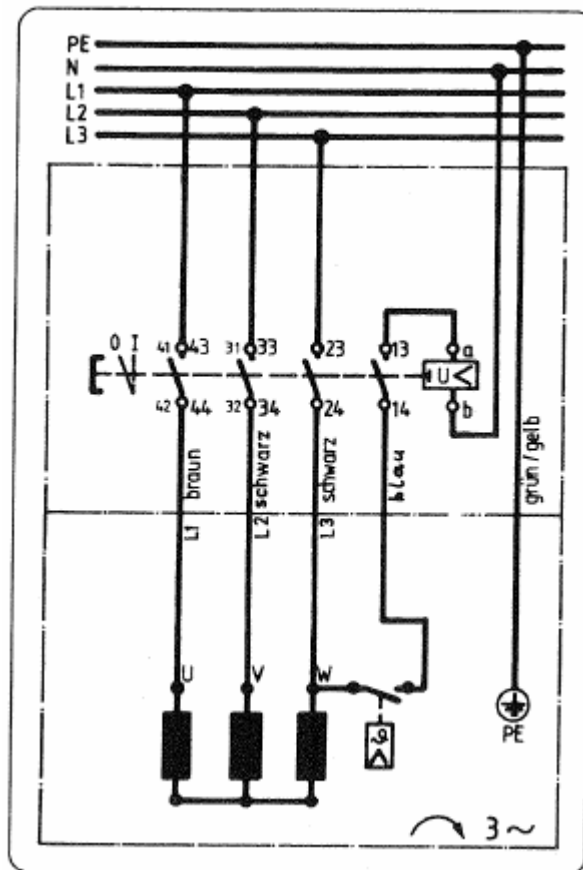 PE
N
L1
L2
L3
0 I
41 43
31 33
23
13
a
U <
42 44
32 34
24
14
b
braun
schwarz
schwarz
blau
grün/gelb
L1
L2
L3
U
V
W
ϑ
PE
3 ~